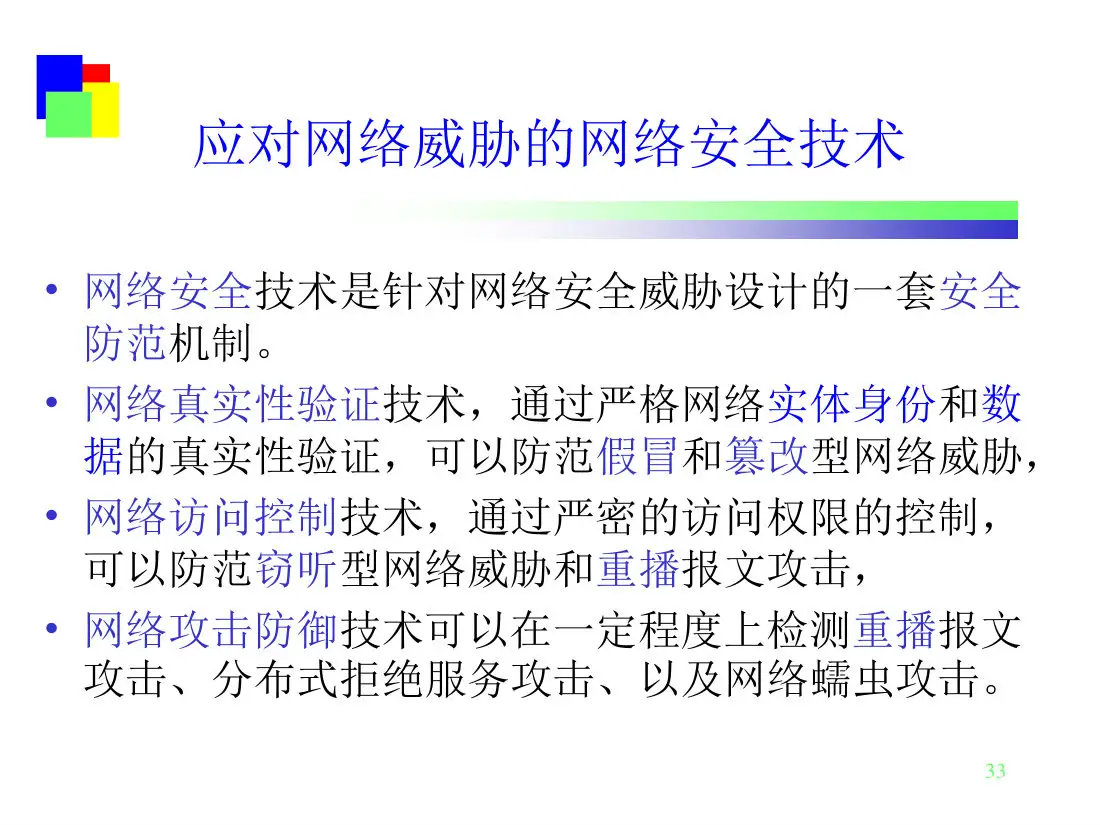 应对网络威胁的网络安全技术
• 网络安全技术是针对网络安全威胁设计的一套安全
防范机制。
• 网络真实性验证技术，通过严格网络实体身份和数
据的真实性验证，可以防范假冒和篡改型网络威胁，
• 网络访问控制技术，通过严密的访问权限的控制，
可以防范窃听型网络威胁和重播报文攻击，
• 网络攻击防御技术可以在一定程度上检测重播报文
攻击、分布式拒绝服务攻击、以及网络蠕虫攻击。
33